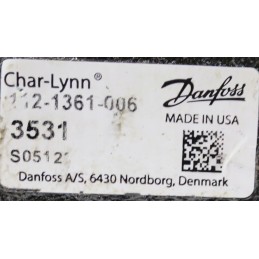 Char-Lynn®
Danfoss
112-1361-006
MADE IN USA
3531
S0512
Danfoss A/S, 6430 Nordborg, Denmark